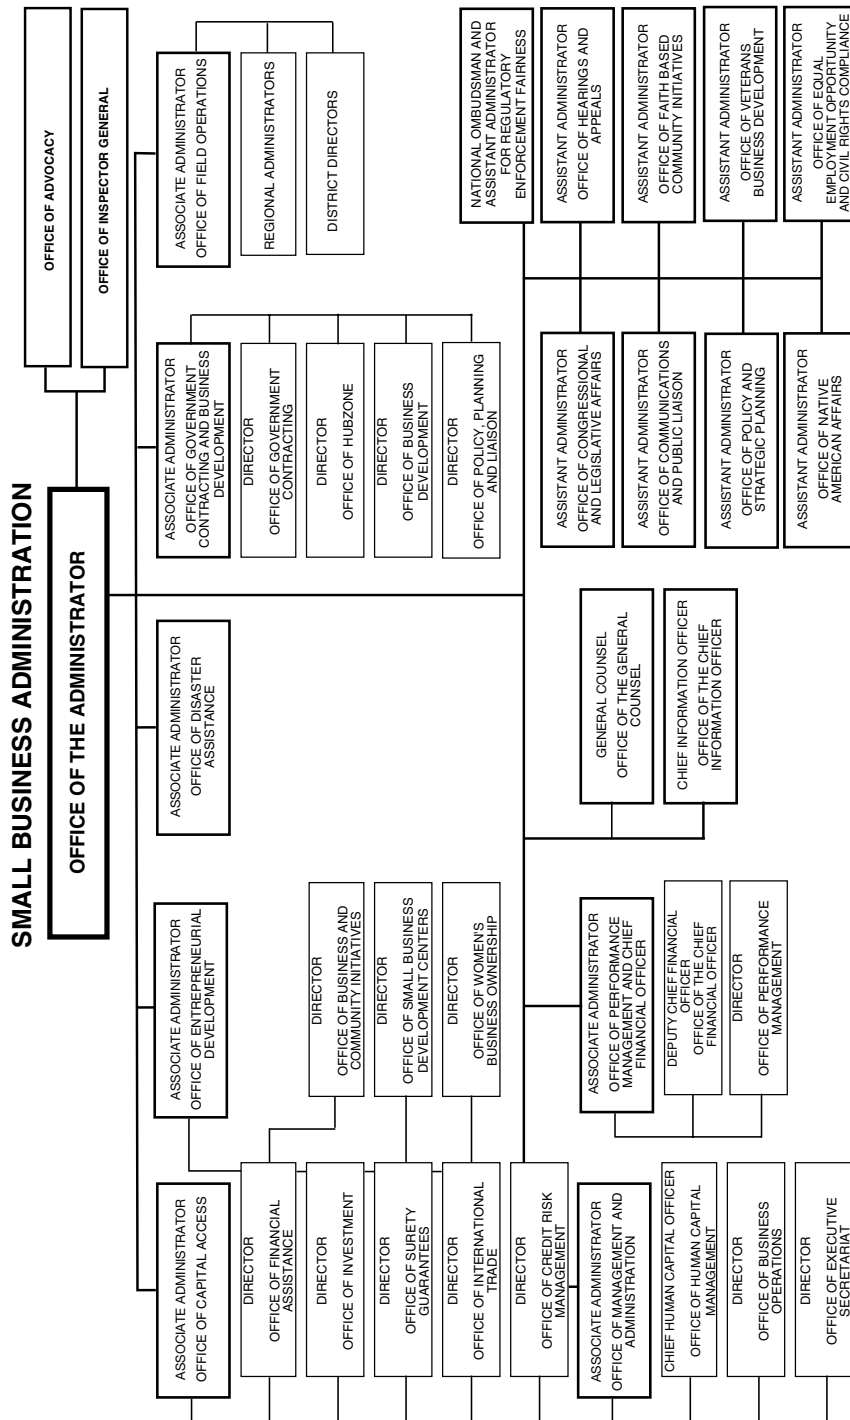 SMALL BUSINESS ADMINISTRATION
OFFICE OF THE ADMINISTRATOR
OFFICE OF ADVOCACY
OFFICE OF INSPECTOR GENERAL
ASSOCIATE ADMINISTRATOR
OFFICE OF CAPITAL ACCESS
DIRECTOR
OFFICE OF FINANCIAL
ASSISTANCE
DIRECTOR
OFFICE OF INVESTMENT
DIRECTOR
OFFICE OF SURETY
GUARANTEES
DIRECTOR
OFFICE OF INTERNATIONAL
TRADE
DIRECTOR
OFFICE OF CREDIT RISK
MANAGEMENT
ASSOCIATE ADMINISTRATOR
OFFICE OF ENTREPRENEURIAL
DEVELOPMENT
DIRECTOR
OFFICE OF BUSINESS AND
COMMUNITY INITIATIVES
DIRECTOR
OFFICE OF SMALL BUSINESS
DEVELOPMENT CENTERS
DIRECTOR
OFFICE OF WOMEN'S
BUSINESS OWNERSHIP
ASSOCIATE ADMINISTRATOR
OFFICE OF DISASTER
ASSISTANCE
ASSOCIATE ADMINISTRATOR
OFFICE OF GOVERNMENT
CONTRACTING AND BUSINESS
DEVELOPMENT
DIRECTOR
OFFICE OF GOVERNMENT
CONTRACTING
DIRECTOR
OFFICE OF HUBZONE
DIRECTOR
OFFICE OF BUSINESS
DEVELOPMENT
DIRECTOR
OFFICE OF POLICY, PLANNING
AND LIAISON
ASSOCIATE ADMINISTRATOR
OFFICE OF FIELD OPERATIONS
REGIONAL ADMINISTRATORS
DISTRICT DIRECTORS
ASSOCIATE ADMINISTRATOR
OFFICE OF MANAGEMENT AND
ADMINISTRATION
CHIEF HUMAN CAPITAL OFFICER
OFFICE OF HUMAN CAPITAL
MANAGEMENT
DIRECTOR
OFFICE OF BUSINESS
OPERATIONS
DIRECTOR
OFFICE OF EXECUTIVE
SECRETARIAT
ASSOCIATE ADMINISTRATOR
OFFICE OF PERFORMANCE
MANAGEMENT AND CHIEF
FINANCIAL OFFICER
DEPUTY CHIEF FINANCIAL
OFFICER
OFFICE OF THE CHIEF
FINANCIAL OFFICER
DIRECTOR
OFFICE OF PERFORMANCE
MANAGEMENT
GENERAL COUNSEL
OFFICE OF THE GENERAL
COUNSEL
CHIEF INFORMATION OFFICER
OFFICE OF THE CHIEF
INFORMATION OFFICER
ASSISTANT ADMINISTRATOR
OFFICE OF CONGRESSIONAL
AND LEGISLATIVE AFFAIRS
ASSISTANT ADMINISTRATOR
OFFICE OF COMMUNICATIONS
AND PUBLIC LIAISON
ASSISTANT ADMINISTRATOR
OFFICE OF POLICY AND
STRATEGIC PLANNING
ASSISTANT ADMINISTRATOR
OFFICE OF NATIVE
AMERICAN AFFAIRS
NATIONAL OMBUDSMAN AND
ASSISTANT ADMINISTRATOR
FOR REGULATORY
ENFORCEMENT FAIRNESS
ASSISTANT ADMINISTRATOR
OFFICE OF HEARINGS AND
APPEALS
ASSISTANT ADMINISTRATOR
OFFICE OF FAITH BASED
COMMUNITY INITIATIVES
ASSISTANT ADMINISTRATOR
OFFICE OF VETERANS
BUSINESS DEVELOPMENT
ASSISTANT ADMINISTRATOR
OFFICE OF EQUAL
EMPLOYMENT OPPORTUNITY
AND CIVIL RIGHTS COMPLIANCE